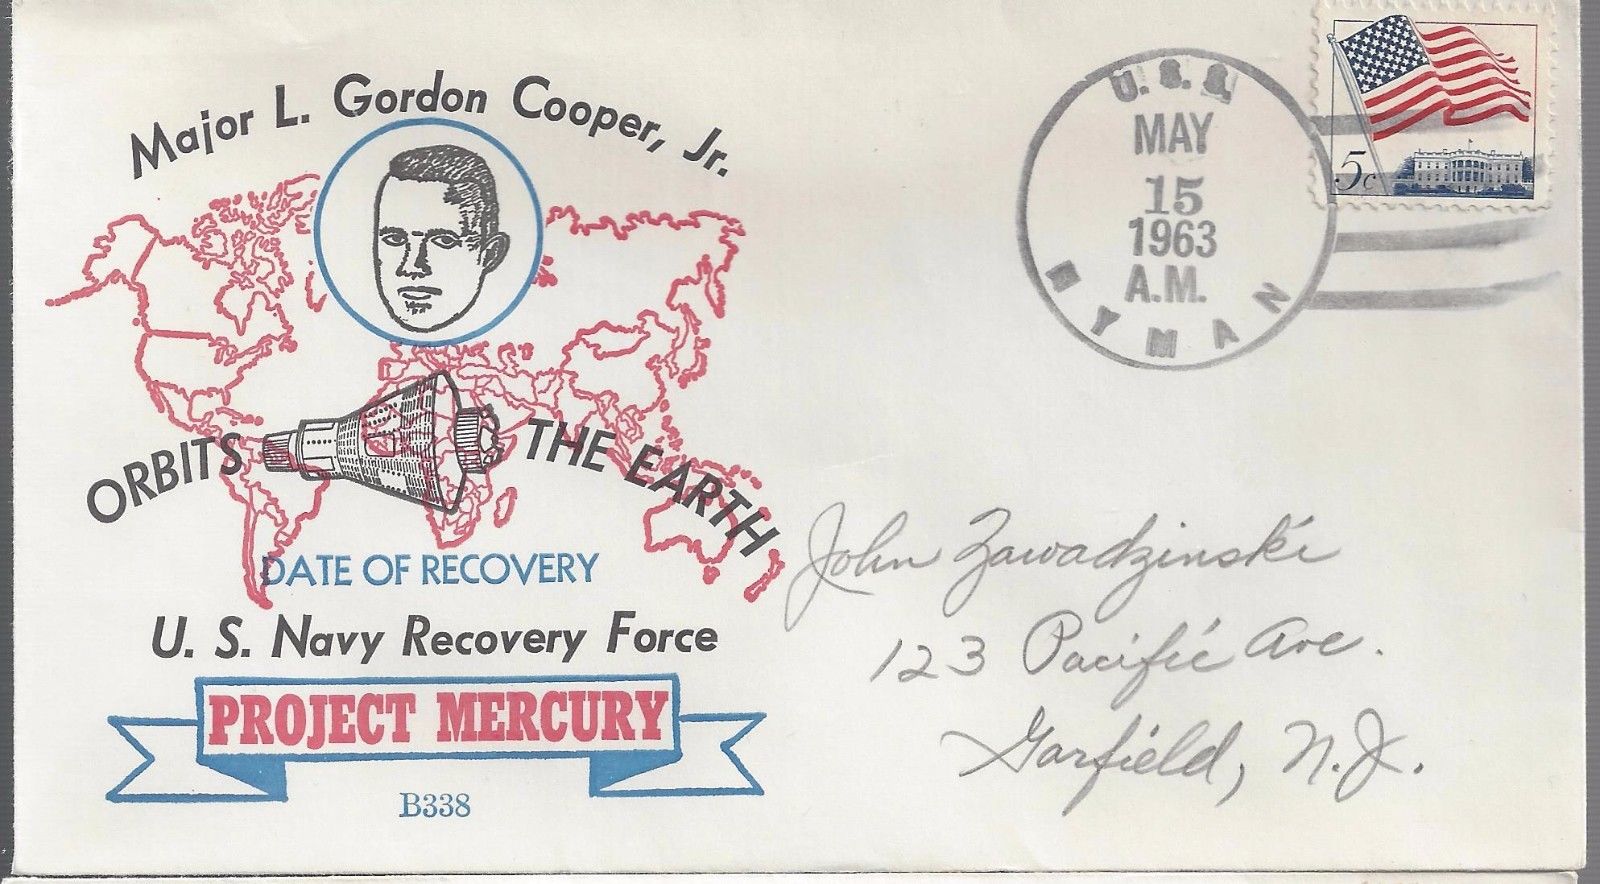 Major L. Gordon Cooper, Jr.
ORBITS THE EARTH
DATE OF RECOVERY
U. S. Navy Recovery Force
PROJECT MERCURY
B338
U.S.S.
MAY
15
1963
A.M.
HYMAN
5c
John Zawadzinski
123 Pacific Ave.
Garfield, N.J.